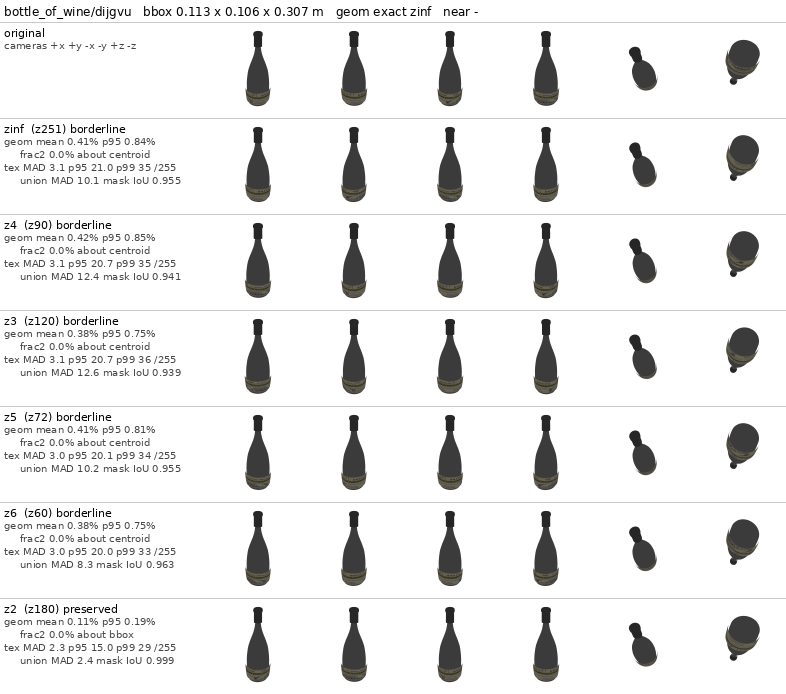 bottle_of_wine/dijgvu bbox 0.113 x 0.106 x 0.307 m geom exact zinf near -
original
cameras +x +y -x -y +z -z
zinf (z251) borderline
geom mean 0.41% p95 0.84%
frac2 0.0% about centroid
tex MAD 3.1 p95 21.0 p99 35 /255
union MAD 10.1 mask IoU 0.955
z4 (z90) borderline
geom mean 0.42% p95 0.85%
frac2 0.0% about centroid
tex MAD 3.1 p95 20.7 p99 35 /255
union MAD 12.4 mask IoU 0.941
z3 (z120) borderline
geom mean 0.38% p95 0.75%
frac2 0.0% about centroid
tex MAD 3.1 p95 20.7 p99 36 /255
union MAD 12.6 mask IoU 0.939
z5 (z72) borderline
geom mean 0.41% p95 0.81%
frac2 0.0% about centroid
tex MAD 3.0 p95 20.1 p99 34 /255
union MAD 10.2 mask IoU 0.955
z6 (z60) borderline
geom mean 0.38% p95 0.75%
frac2 0.0% about centroid
tex MAD 3.0 p95 20.0 p99 33 /255
union MAD 8.3 mask IoU 0.963
z2 (z180) preserved
geom mean 0.11% p95 0.19%
frac2 0.0% about bbox
tex MAD 2.3 p95 15.0 p99 29 /255
union MAD 2.4 mask IoU 0.999